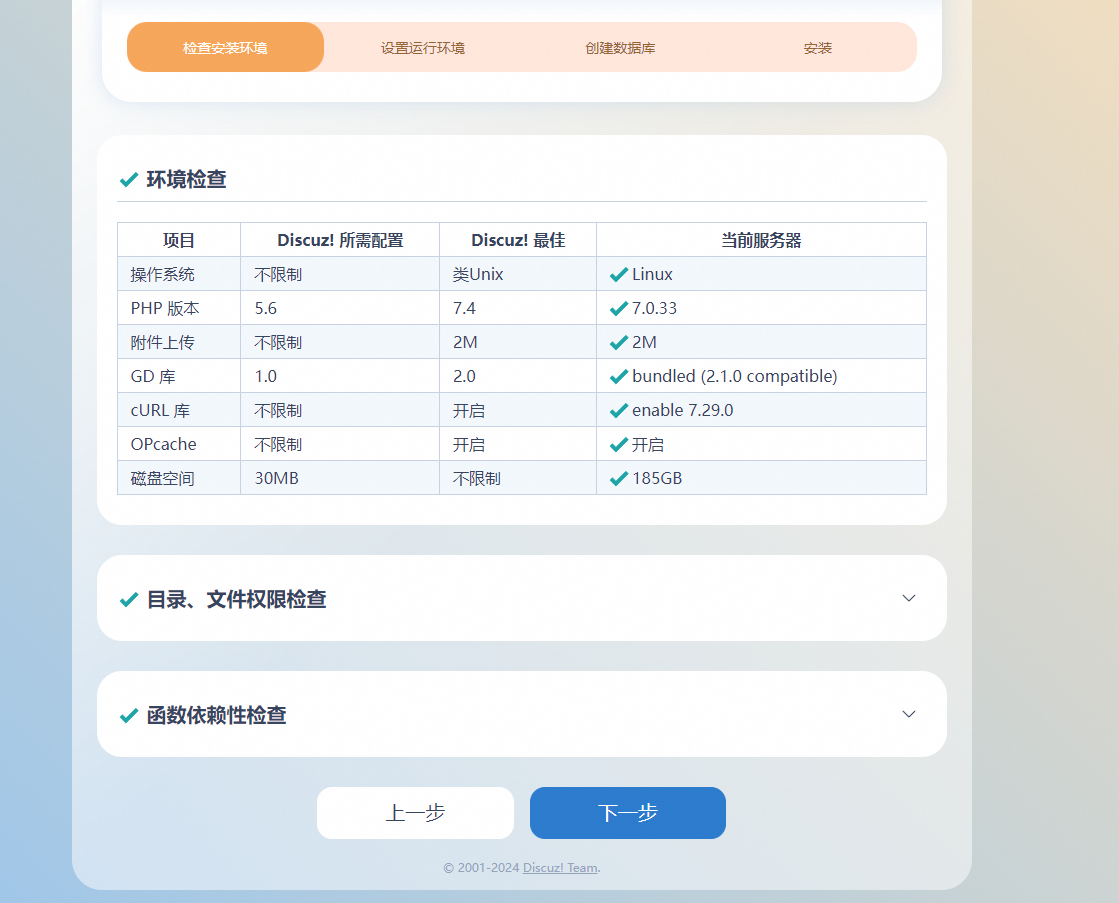 检查安装环境 设置运行环境 创建数据库 安装
环境检查
项目 Discuz! 所需配置 Discuz! 最佳 当前服务器
操作系统 不限制 类Unix Linux
PHP 版本 5.6 7.4 7.0.33
附件上传 不限制 2M 2M
GD 库 1.0 2.0 bundled (2.1.0 compatible)
cURL 库 不限制 开启 enable 7.29.0
OPcache 不限制 开启 开启
磁盘空间 30MB 不限制 185GB
目录、文件权限检查
函数依赖性检查
上一步 下一步
© 2001-2024 Discuz! Team.